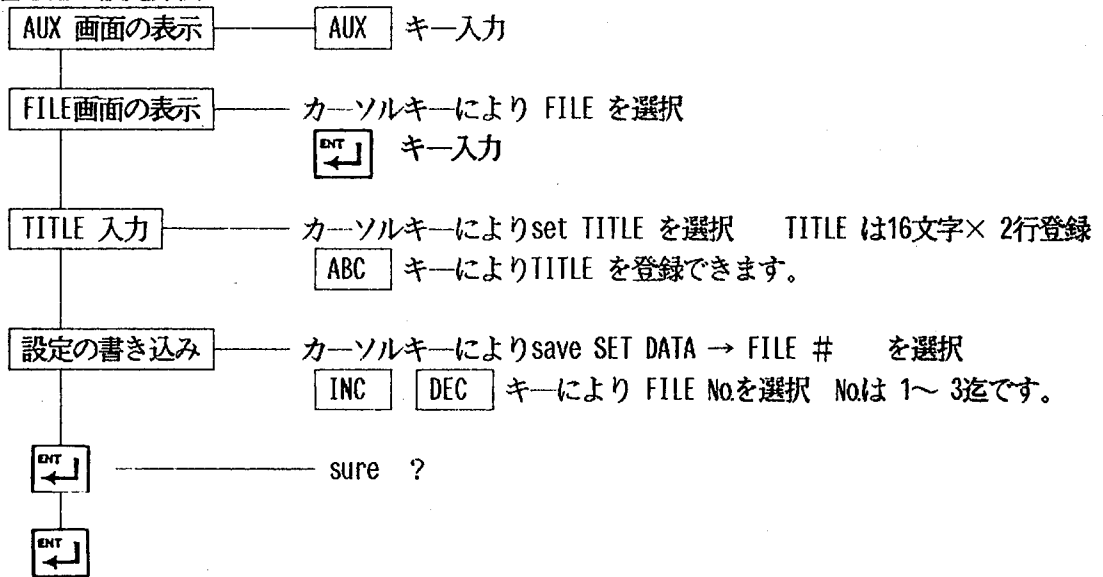 AUX 画面の表示 AUX キー入力
FILE画面の表示 カーソルキーにより FILE を選択
ENT キー入力
TITLE 入力 カーソルキーによりset TITLE を選択 TITLE は16文字× 2行登録
ABC キーによりTITLE を登録できます。
設定の書き込み カーソルキーによりsave SET DATA → FILE # を選択
INC DEC キーにより FILE No.を選択 No.は 1～ 3迄です。
ENT sure ?
ENT